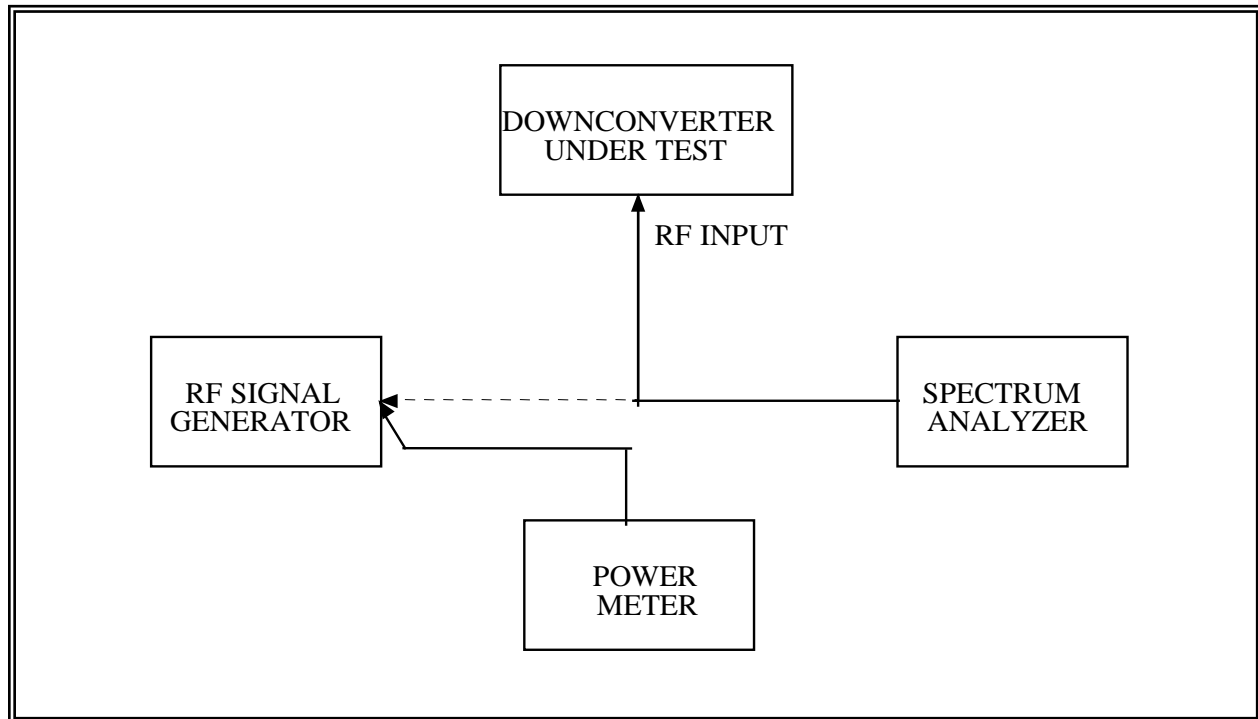 DOWNCONVERTER
UNDER TEST
RF INPUT
RF SIGNAL
GENERATOR
SPECTRUM
ANALYZER
POWER
METER